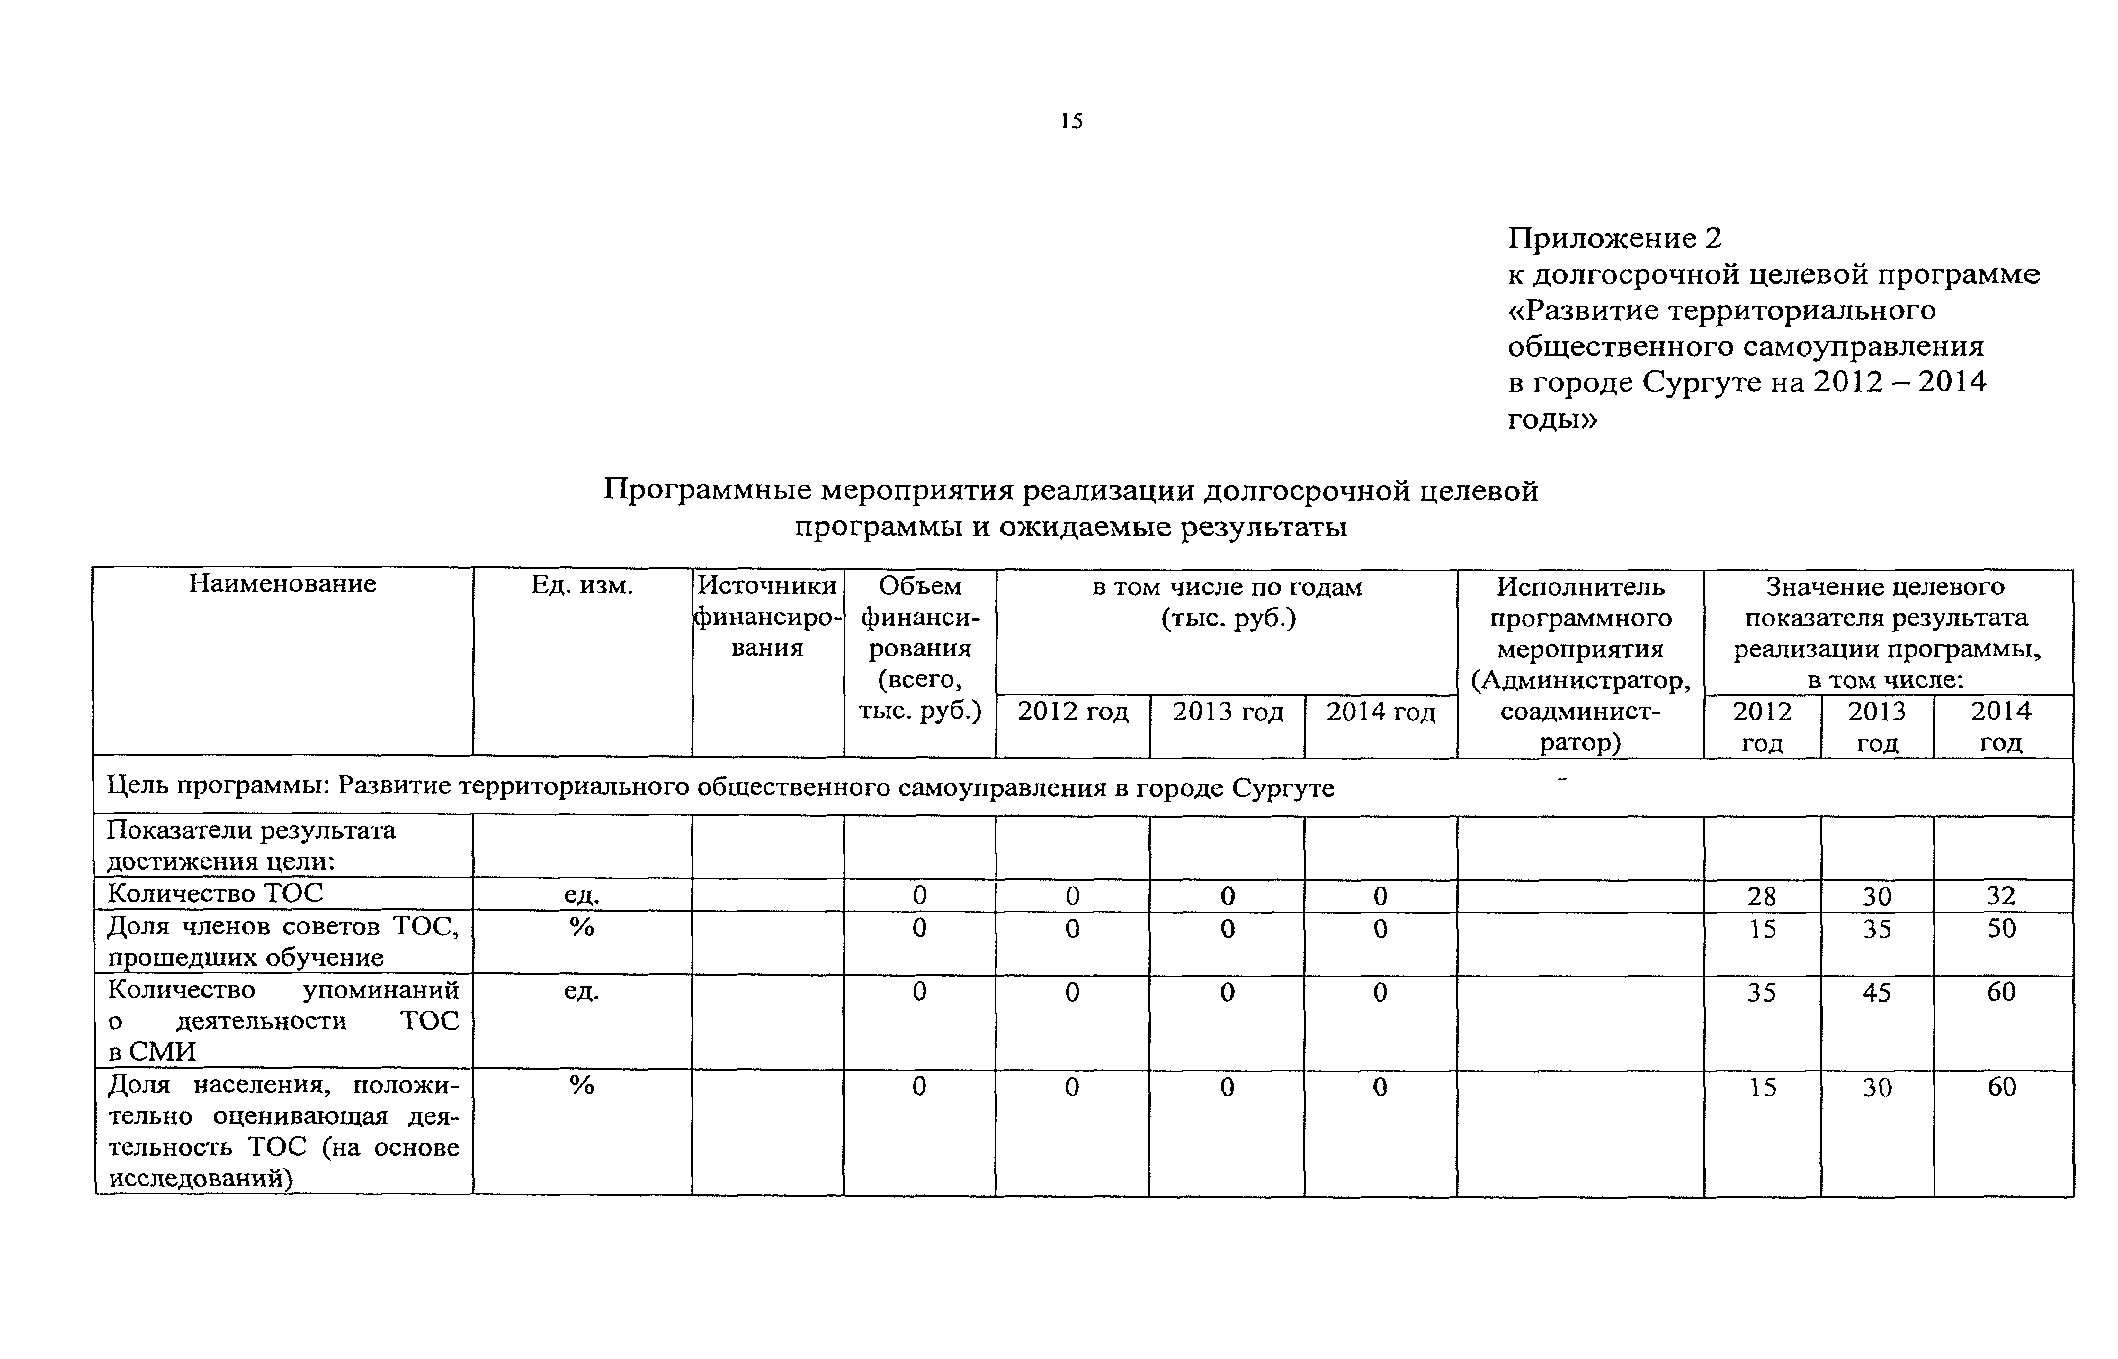 15
Приложение 2
к долгосрочной целевой программе
«Развитие территориального
общественного самоуправления
в городе Сургуте на 2012 – 2014
годы»
Программные мероприятия реализации долгосрочной целевой
программы и ожидаемые результаты
Наименование
Ед. изм.
Источники
финансиро-
вания
Объем
финанси-
рования
(всего,
тыс. руб.)
в том числе по годам
(тыс. руб.)
2012 год
2013 год
2014 год
Исполнитель
программного
мероприятия
(Администратор,
соадминист-
ратор)
Значение целевого
показателя результата
реализации программы,
в том числе:
2012
год
2013
год
2014
год
Цель программы: Развитие территориального общественного самоуправления в городе Сургуте
Показатели результата
достижения цели:
Количество ТОС ед. 0 0 0 0 28 30 32
Доля членов советов ТОС, % 0 0 0 0 15 35 50
прошедших обучение
Количество упоминаний ед. 0 0 0 0 35 45 60
о деятельности ТОС
в СМИ
Доля населения, положи- % 0 0 0 0 15 30 60
тельно оценивающая дея-
тельность ТОС (на основе
исследований)